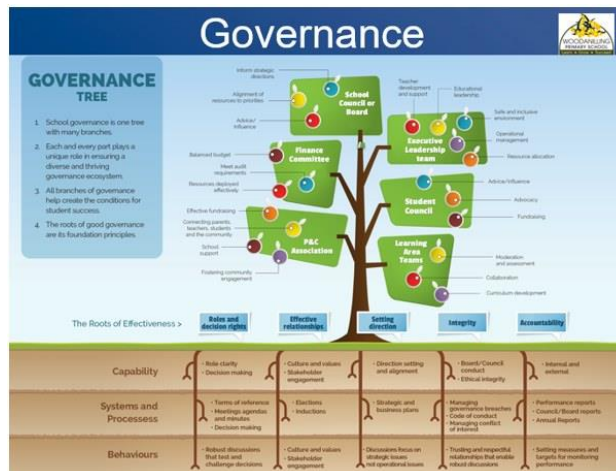 Governance
WOODANILLING
PRIMARY SCHOOL
Learn • Grow • Succeed
GOVERNANCE
TREE
1. School governance is one tree
with many branches.
2. Each and every part plays a
unique role in ensuring a
diverse and thriving
governance ecosystem.
3. All branches of governance
help create the conditions for
student success.
4. The roots of good governance
are its foundation principles.
Inform strategic
directions
Alignment of
resources to priorities
Advice/
influence
School
Council or
Board
Teacher
development
and support
Educational
leadership
Safe and inclusive
environment
Operational
management
Resource allocation
Executive
Leadership
team
Balanced budget
Meet audit
requirements
Resources deployed
effectively
Finance
Committee
Advice/influence
Advocacy
Fundraising
Student
Council
Effective fundraising
Connecting parents,
teachers, students
and the community.
School
support
Fostering community
engagement
P&C
Association
Learning
Area
Teams
Moderation
and assessment
Collaboration
Curriculum development
The Roots of Effectiveness >
Roles and
decision rights
Effective
relationships
Setting
direction
Integrity
Accountability
Capability
• Role clarity
• Decision making
• Culture and values
• Stakeholder
engagement
• Direction setting
and alignment
• Board/Council
conduct
• Ethical integrity
• Internal and
external
Systems and
Processess
• Terms of reference
• Meetings agendas
and minutes
• Decision making
• Elections
• Inductions
• Strategic and
business plans
• Managing
governance breaches
• Code of conduct
• Managing conflict
of interest
• Performance reports
• Council/Board reports
• Annual Reports
Behaviours
• Robust discussions
that test and
challenge decisions
• Culture and values
• Stakeholder
engagement
• Discussions focus on
strategic issues
not operational issues
• Trusting and respectful
relationships that enable
robust discussions
• Setting measures and
targets for monitoring
performance